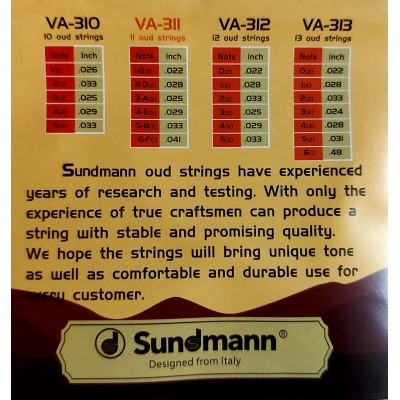 VA-310 VA-311 VA-312 VA-313
10 oud strings 11 oud strings 12 oud strings 13 oud strings
Note Inch Note Inch Note Inch Note Inch
.026 .022 .022 .022
.033 .028 .028 .022
.025 .025 .033 .033
.029 .029 .025 .024
.033 .033 .029 .028
.041 .033 .031
.48
Sundmann oud strings have experienced
years of research and testing. With only the
experience of true craftsmen can produce a
string with stable and promising quality.
We hope the strings will bring unique tone
as well as comfortable and durable use for
every customer.
Sundmann®
Designed from Italy